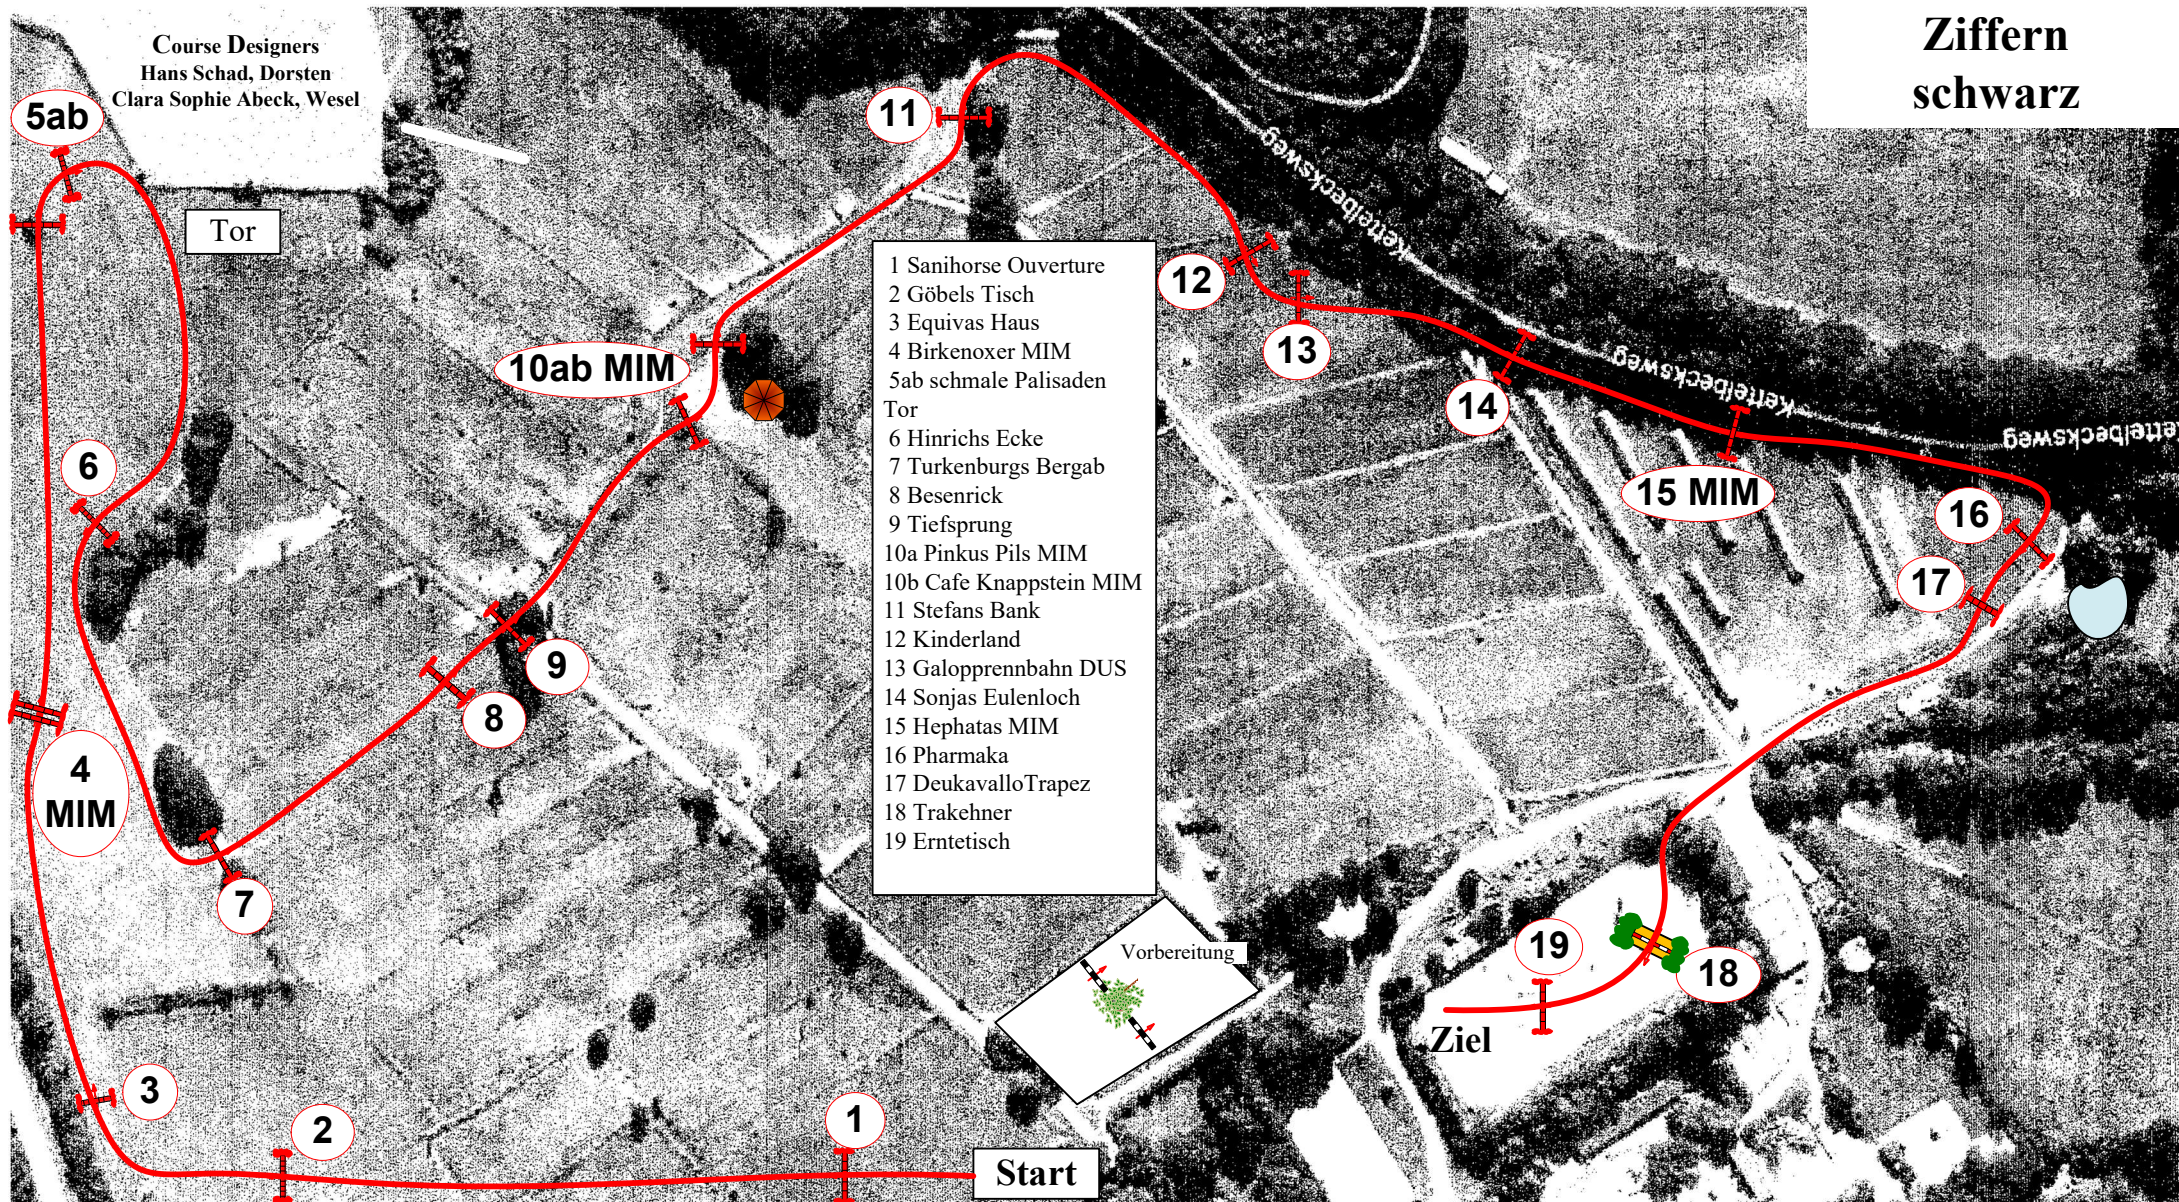 Course Designers
Hans Schad, Dorsten
Clara Sophie Abeck, Wesel
Ziffern
schwarz
5ab
Tor
11
Kettelbecksweg
12
13
10ab MIM
14
Kettelbecksweg
Kettelbecksweg
15 MIM
16
17
6
9
8
4
MIM
7
1 Sanihorse Ouverture
2 Göbels Tisch
3 Equivas Haus
4 Birkenoxer MIM
5ab schmale Palisaden
Tor
6 Hinrichs Ecke
7 Turkenburgs Bergab
8 Besenrick
9 Tiefsprung
10a Pinkus Pils MIM
10b Cafe Knappstein MIM
11 Stefans Bank
12 Kinderland
13 Galopprennbahn DUS
14 Sonjas Eulenloch
15 Hephatas MIM
16 Pharmaka
17 DeukavalloTrapez
18 Trakehner
19 Erntetisch
Vorbereitung
19
18
Ziel
3
2
1
Start